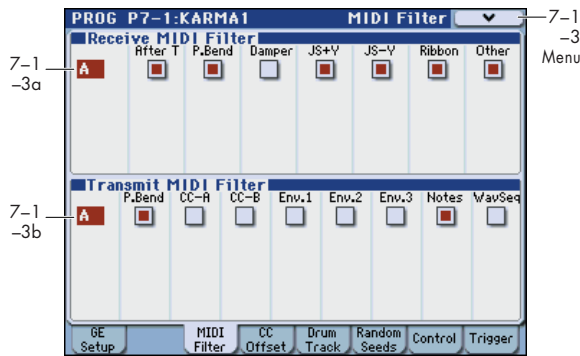 PROG P7-1:KARMA1 MIDI Filter
7-1
-3
Menu
Receive MIDI Filter
After T P.Bend Damper JS+Y JS-Y Ribbon Other
7-1
-3a
A
Transmit MIDI Filter
P.Bend CC-A CC-B Env.1 Env.2 Env.3 Notes WavSeq
7-1
-3b
A
GE Setup
MIDI Filter
CC Offset
Drum Track
Random Seeds
Control
Trigger